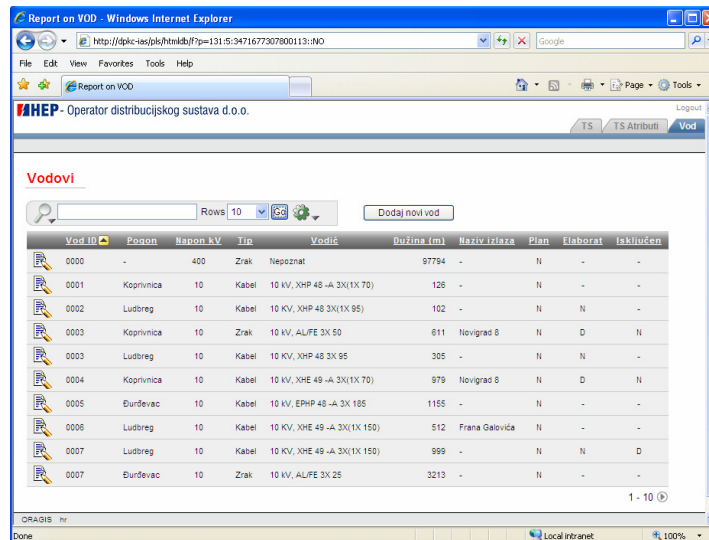 Report on VOD - Windows Internet Explorer
http://dpkc-ias/pls/htmldb/f?p=131:5:3471677307800113::NO
Google
File Edit View Favorites Tools Help
Report on VOD
Page Tools
HEP - Operator distribucijskog sustava d.o.o.
Logout
TS TS Atributi Vod
Vodovi
Rows 10 Go Dodaj novi vod
Vod ID Pogon Napon kV Tip Vodič Dužina (m) Naziv izlaza Plan Elaborat Isključen
0000 - 400 Zrak Nepoznat 97794 - N - -
0001 Koprivnica 10 Kabel 10 kV, XHP 48 -A 3X(1X 70) 126 - N - -
0002 Ludbreg 10 Kabel 10 KV, XHP 48 3X(1X 95) 102 - N N -
0003 Koprivnica 10 Zrak 10 kV, AL/FE 3X 50 611 Novigrad 8 N D N
0003 Ludbreg 10 Kabel 10 kV, XHP 48 3X 95 305 - N N -
0004 Koprivnica 10 Kabel 10 kV, XHE 49 -A 3X(1X 70) 979 Novigrad 8 N D N
0005 Đurđevac 10 Kabel 10 kV, EPHP 48 -A 3X 185 1155 - N - -
0006 Ludbreg 10 Kabel 10 KV, XHE 49 -A 3X(1X 150) 512 Frana Galovića N - -
0007 Ludbreg 10 Kabel 10 KV, XHE 49 -A 3X(1X 150) 999 - N N D
0007 Đurđevac 10 Zrak 10 kV, AL/FE 3X 25 3213 - N - -
1 - 10
ORAGIS hr
Done Local intranet 100%